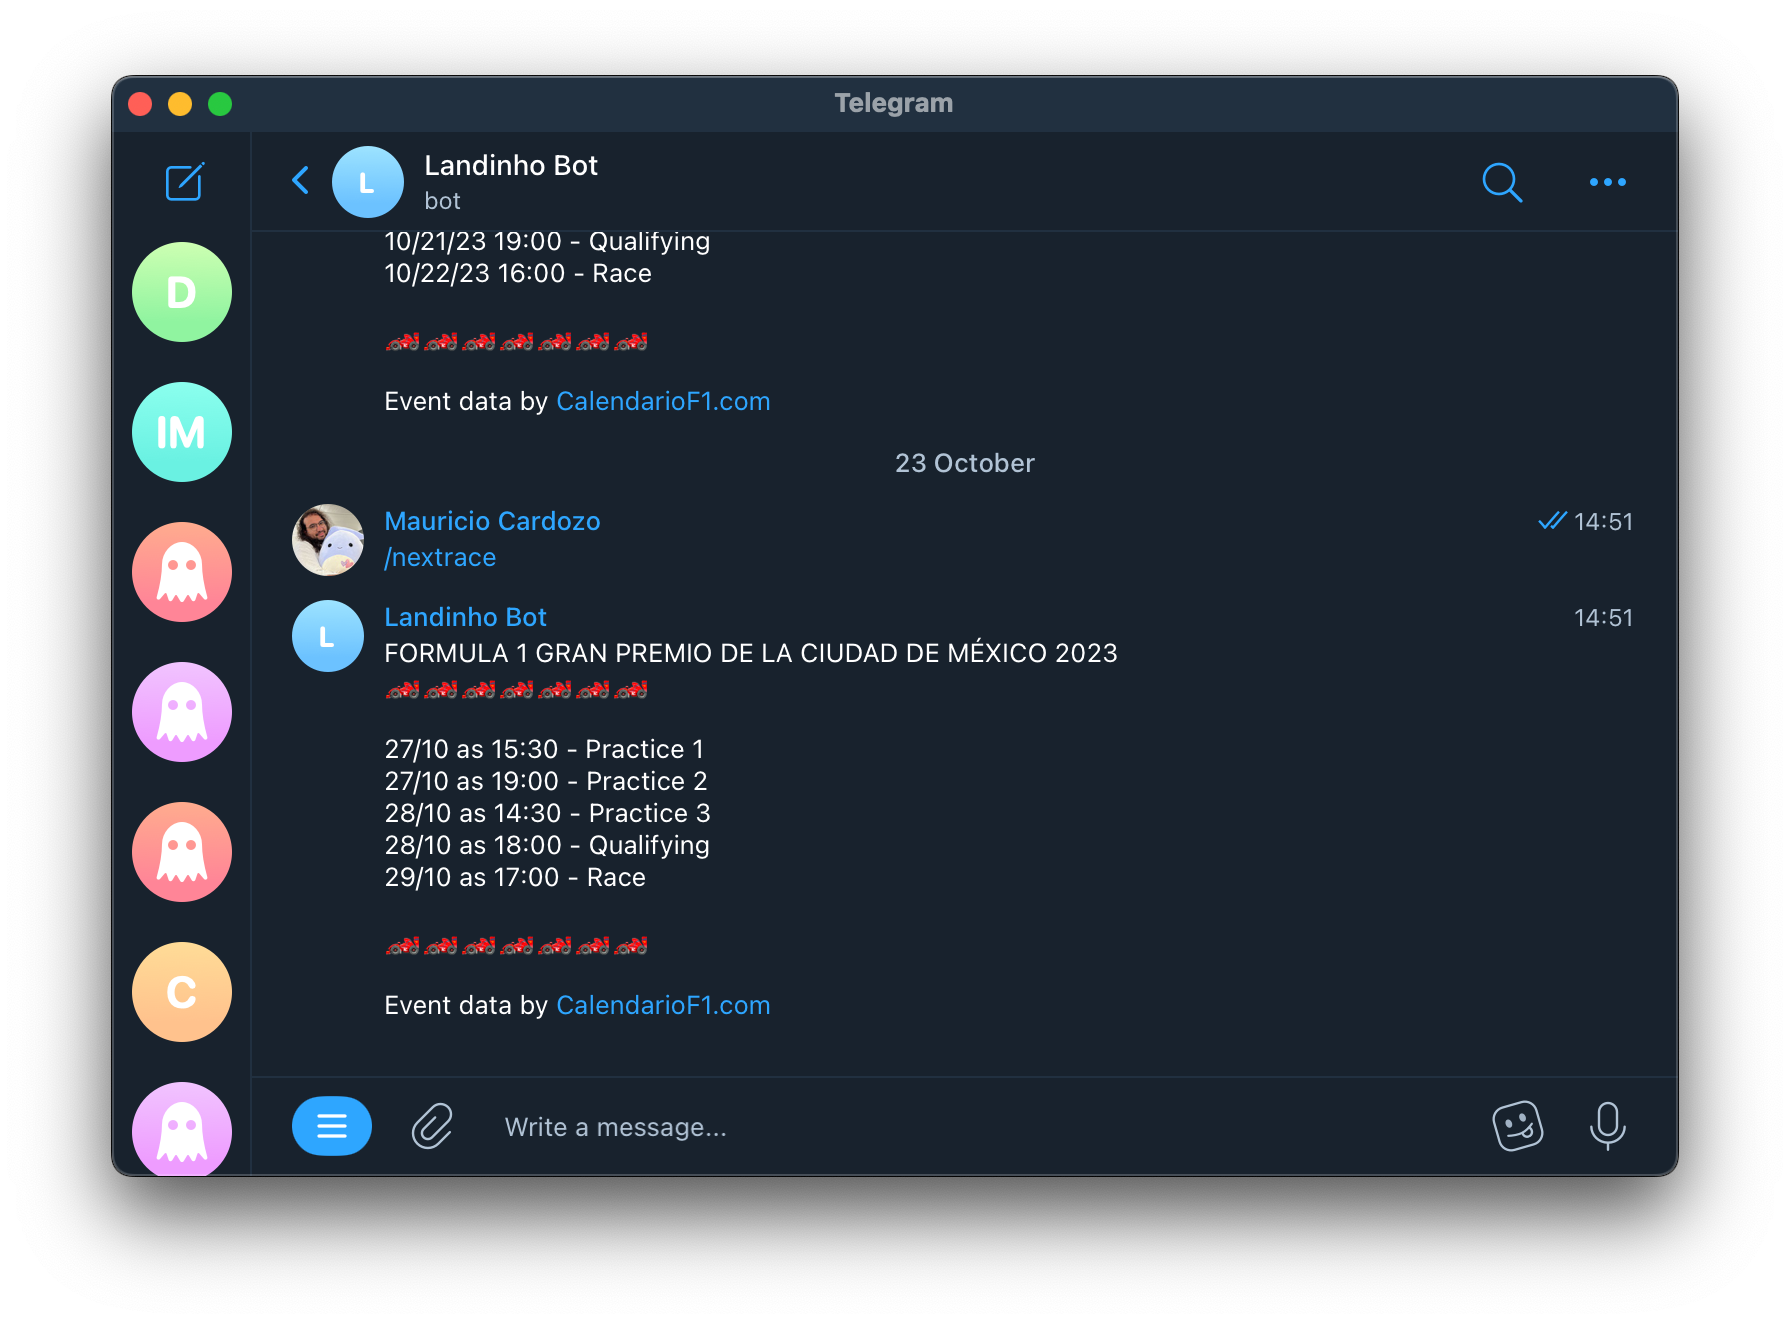 Telegram
Landinho Bot
bot
L
D
IM
C
10/21/23 19:00 - Qualifying
10/22/23 16:00 - Race
🏎️🏎️🏎️🏎️🏎️🏎️🏎️
Event data by CalendarioF1.com
23 October
Mauricio Cardozo
14:51
/nextrace
L
Landinho Bot
14:51
FORMULA 1 GRAN PREMIO DE LA CIUDAD DE MÉXICO 2023
🏎️🏎️🏎️🏎️🏎️🏎️🏎️
27/10 as 15:30 - Practice 1
27/10 as 19:00 - Practice 2
28/10 as 14:30 - Practice 3
28/10 as 18:00 - Qualifying
29/10 as 17:00 - Race
🏎️🏎️🏎️🏎️🏎️🏎️🏎️
Event data by CalendarioF1.com
Write a message...